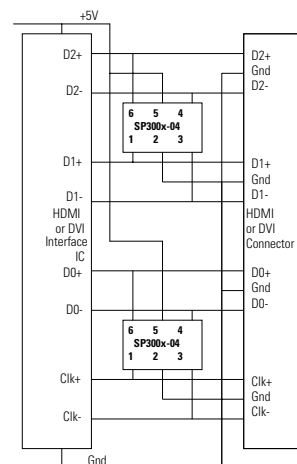 +5V
D2+ D2+
Gnd
D2- D2-
6 5 4
SP300x-04
1 2 3
D1+ D1+
Gnd
D1- D1-
HDMI HDMI
or DVI or DVI
Interface Connector
IC
D0+ D0+
Gnd
D0- D0-
6 5 4
SP300x-04
1 2 3
Clk+ Clk+
Gnd
Clk- Clk-
Gnd